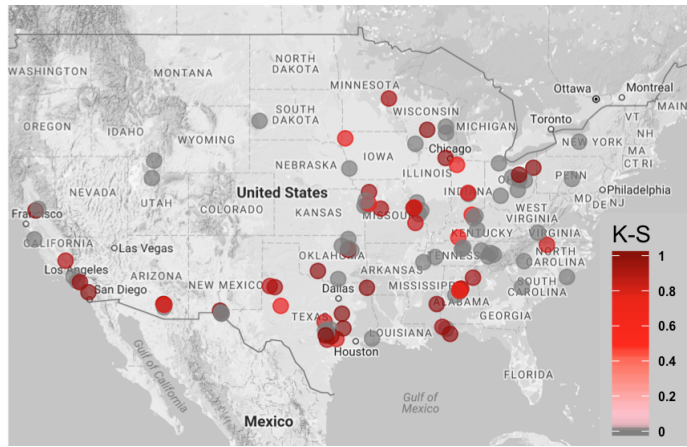 WASHINGTON
MONTANA
NORTH
DAKOTA
MINNESOTA
Ottawa
Montreal
OREGON
IDAHO
SOUTH
DAKOTA
WISCONSIN
MICHIGAN
Toronto
VT
MAIN
WYOMING
NEW YORK
NH
IOWA
Chicago
MA
CT RI
NEBRASKA
ILLINOIS
PENN
NEVADA
UTAH
United States
INDIANA
O
Philadelphia
COLORADO
KANSAS
MISSOURI
WEST
VIRGINIA
MD
DE
NJ
Francisco
CALIFORNIA
Las Vegas
KENTUCKY
VIRGINIA
K-S
OKLAHOMA
TENNESSEE
NORTH
CAROLINA
Los Angeles
ARIZONA
NEW MEXICO
ARKANSAS
SOUTH
CAROLINA
San Diego
Dallas
MISSISSIPPI
ALABAMA
GEORGIA
TEXAS
LOUISIANA
Houston
FLORIDA
Gulf of
California
Gulf of
Mexico
Mexico
1
0.8
0.6
0.4
0.2
0